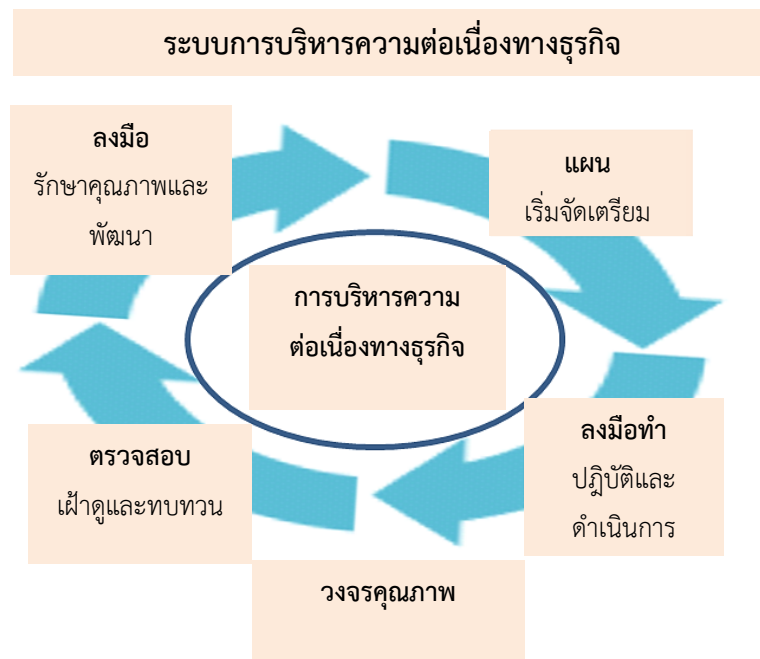 ระบบการบริหารความต่อเนื่องทางธุรกิจ
ลงมือ
รักษาคุณภาพและ
พัฒนา
แผน
เริ่มจัดเตรียม
การบริหารความ
ต่อเนื่องทางธุรกิจ
ลงมือทำ
ปฎิบัติและ
ดำเนินการ
ตรวจสอบ
เฝ้าดูและทบทวน
วงจรคุณภาพ